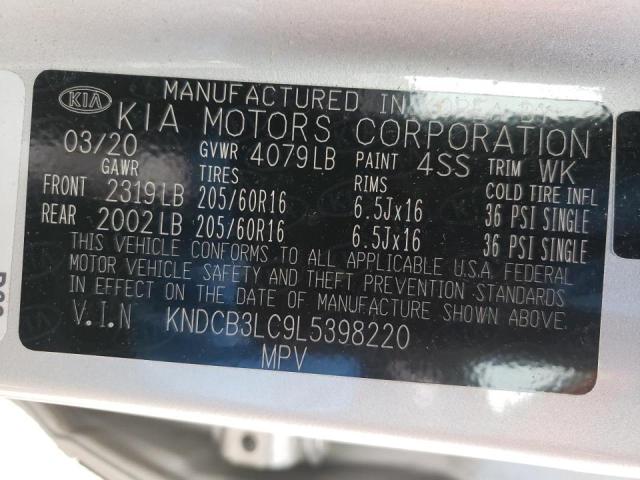 KIA
MANUFACTURED IN KOREA BY
KIA MOTORS CORPORATION
03/20 GVWR 4079LB PAINT 4SS TRIM WK
GAWR TIRES RIMS COLD TIRE INFL
FRONT 2319LB 205/60R16 6.5Jx16 36 PSI SINGLE
REAR 2002LB 205/60R16 6.5Jx16 36 PSI SINGLE
THIS VEHICLE CONFORMS TO ALL APPLICABLE U.S.A. FEDERAL
MOTOR VEHICLE SAFETY AND THEFT PREVENTION STANDARDS
IN EFFECT ON THE DATE OF MANUFACTURE SHOWN ABOVE.
V.I.N KNDCB3LC9L5398220
MPV